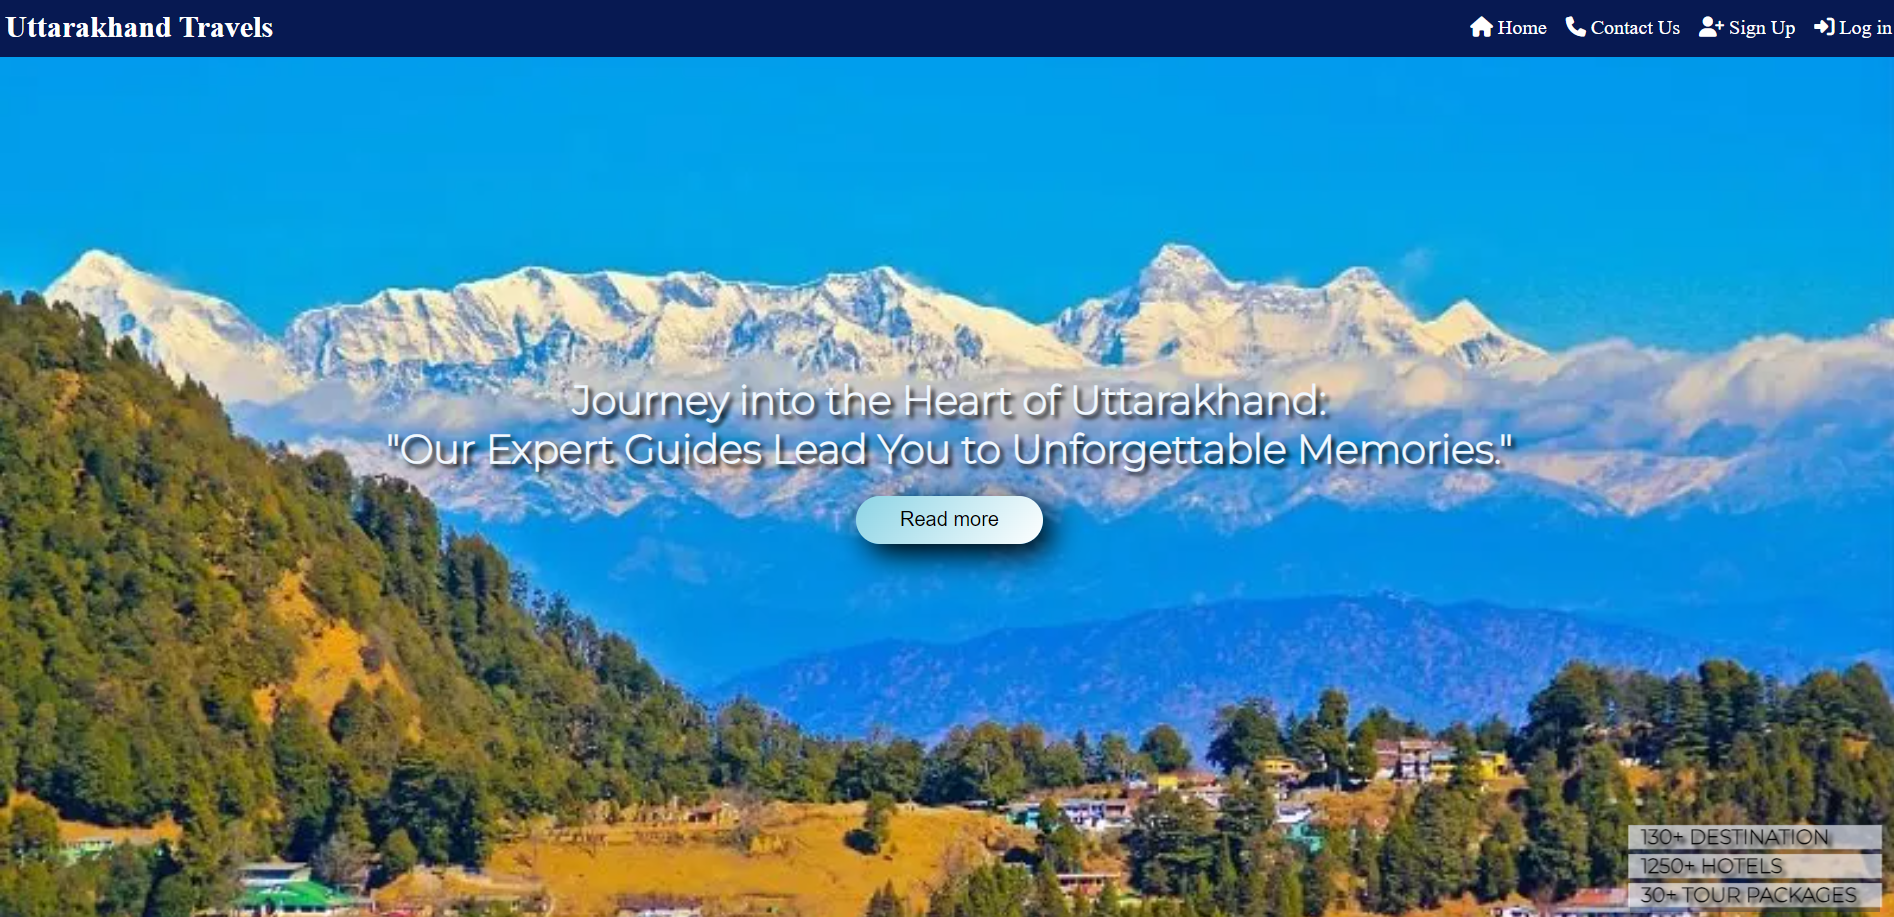 Uttarakhand Travels
Home Contact Us Sign Up Log in
Journey into the Heart of Uttarakhand:
"Our Expert Guides Lead You to Unforgettable Memories."
Read more
130+ DESTINATION
1250+ HOTELS
30+ TOUR PACKAGES